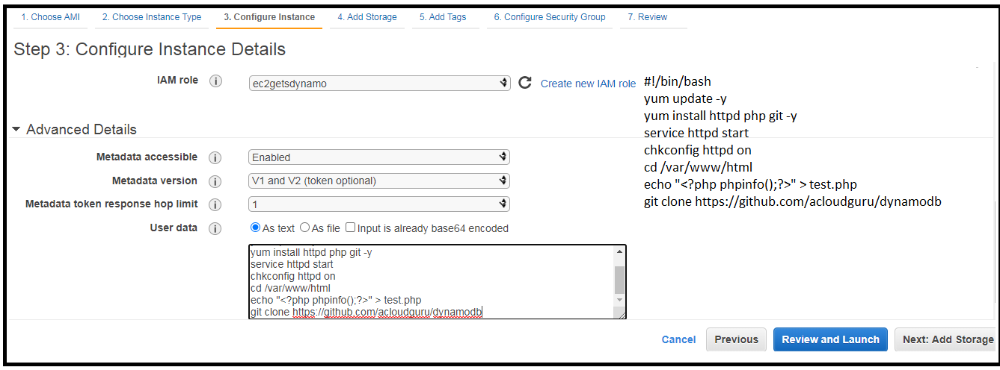 1. Choose AMI 2. Choose Instance Type 3. Configure Instance 4. Add Storage 5. Add Tags 6. Configure Security Group 7. Review
Step 3: Configure Instance Details
IAM role i ec2getsdynamo Create new IAM role
Advanced Details
Metadata accessible i Enabled
Metadata version i V1 and V2 (token optional)
Metadata token response hop limit i 1
User data i As text As file Input is already base64 encoded
yum install httpd php git -y
service httpd start
chkconfig httpd on
cd /var/www/html
echo "<?php phpinfo();?>" > test.php
git clone https://github.com/acloudguru/dynamodb
#!/bin/bash
yum update -y
yum install httpd php git -y
service httpd start
chkconfig httpd on
cd /var/www/html
echo "<?php phpinfo();?>" > test.php
git clone https://github.com/acloudguru/dynamodb
Cancel Previous Review and Launch Next: Add Storage